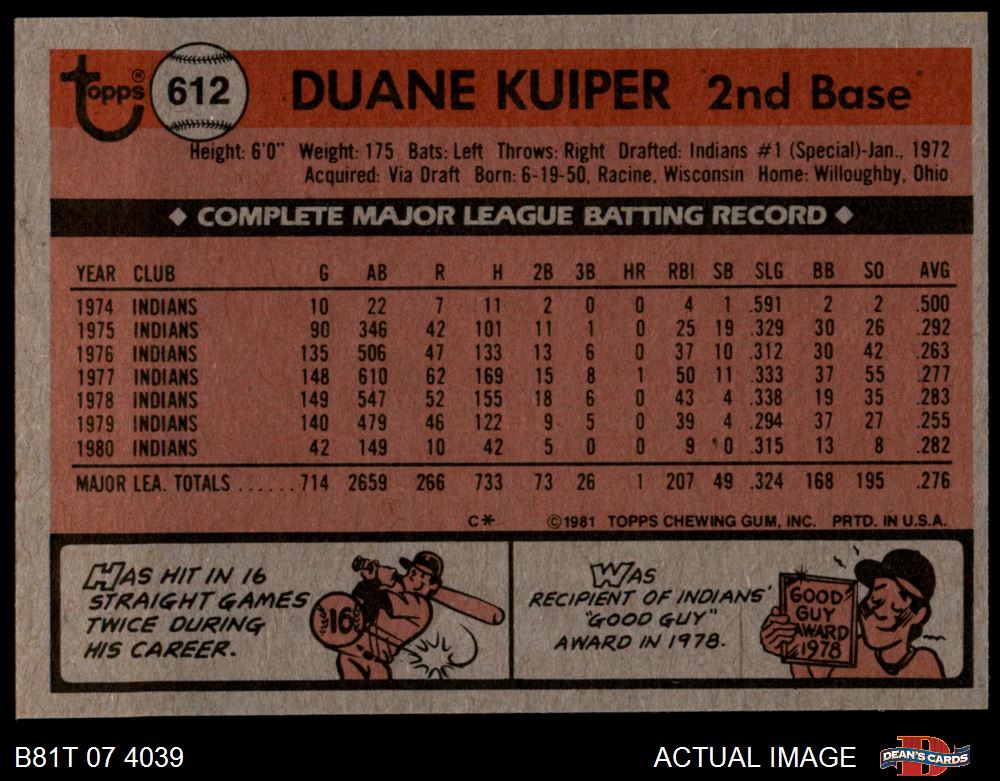 topps® 612 DUANE KUIPER 2nd Base
Height: 6'0" Weight: 175 Bats: Left Throws: Right Drafted: Indians #1 (Special)-Jan., 1972
Acquired: Via Draft Born: 6-19-50, Racine, Wisconsin Home: Willoughby, Ohio
◆ COMPLETE MAJOR LEAGUE BATTING RECORD ◆
YEAR CLUB G AB R H 2B 3B HR RBI SB SLG BB SO AVG
1974 INDIANS 10 22 7 11 2 0 0 4 1 .591 2 2 .500
1975 INDIANS 90 346 42 101 11 1 0 25 19 .329 30 26 .292
1976 INDIANS 135 506 47 133 13 6 0 37 10 .312 30 42 .263
1977 INDIANS 148 610 62 169 15 8 1 50 11 .333 37 55 .277
1978 INDIANS 149 547 52 155 18 6 0 43 4 .338 19 35 .283
1979 INDIANS 140 479 46 122 9 5 0 39 4 .294 37 27 .255
1980 INDIANS 42 149 10 42 5 0 0 9 0 .315 13 8 .282
MAJOR LEA. TOTALS ...... 714 2659 266 733 73 26 1 207 49 .324 168 195 .276
C* ©1981 TOPPS CHEWING GUM, INC. PRTD. IN U.S.A.
HAS HIT IN 16
STRAIGHT GAMES
TWICE DURING
HIS CAREER.
16
WAS
RECIPIENT OF INDIANS'
"GOOD GUY"
AWARD IN 1978.
GOOD
GUY
AWARD
1978
B81T 07 4039 ACTUAL IMAGE DEAN'S CARDS